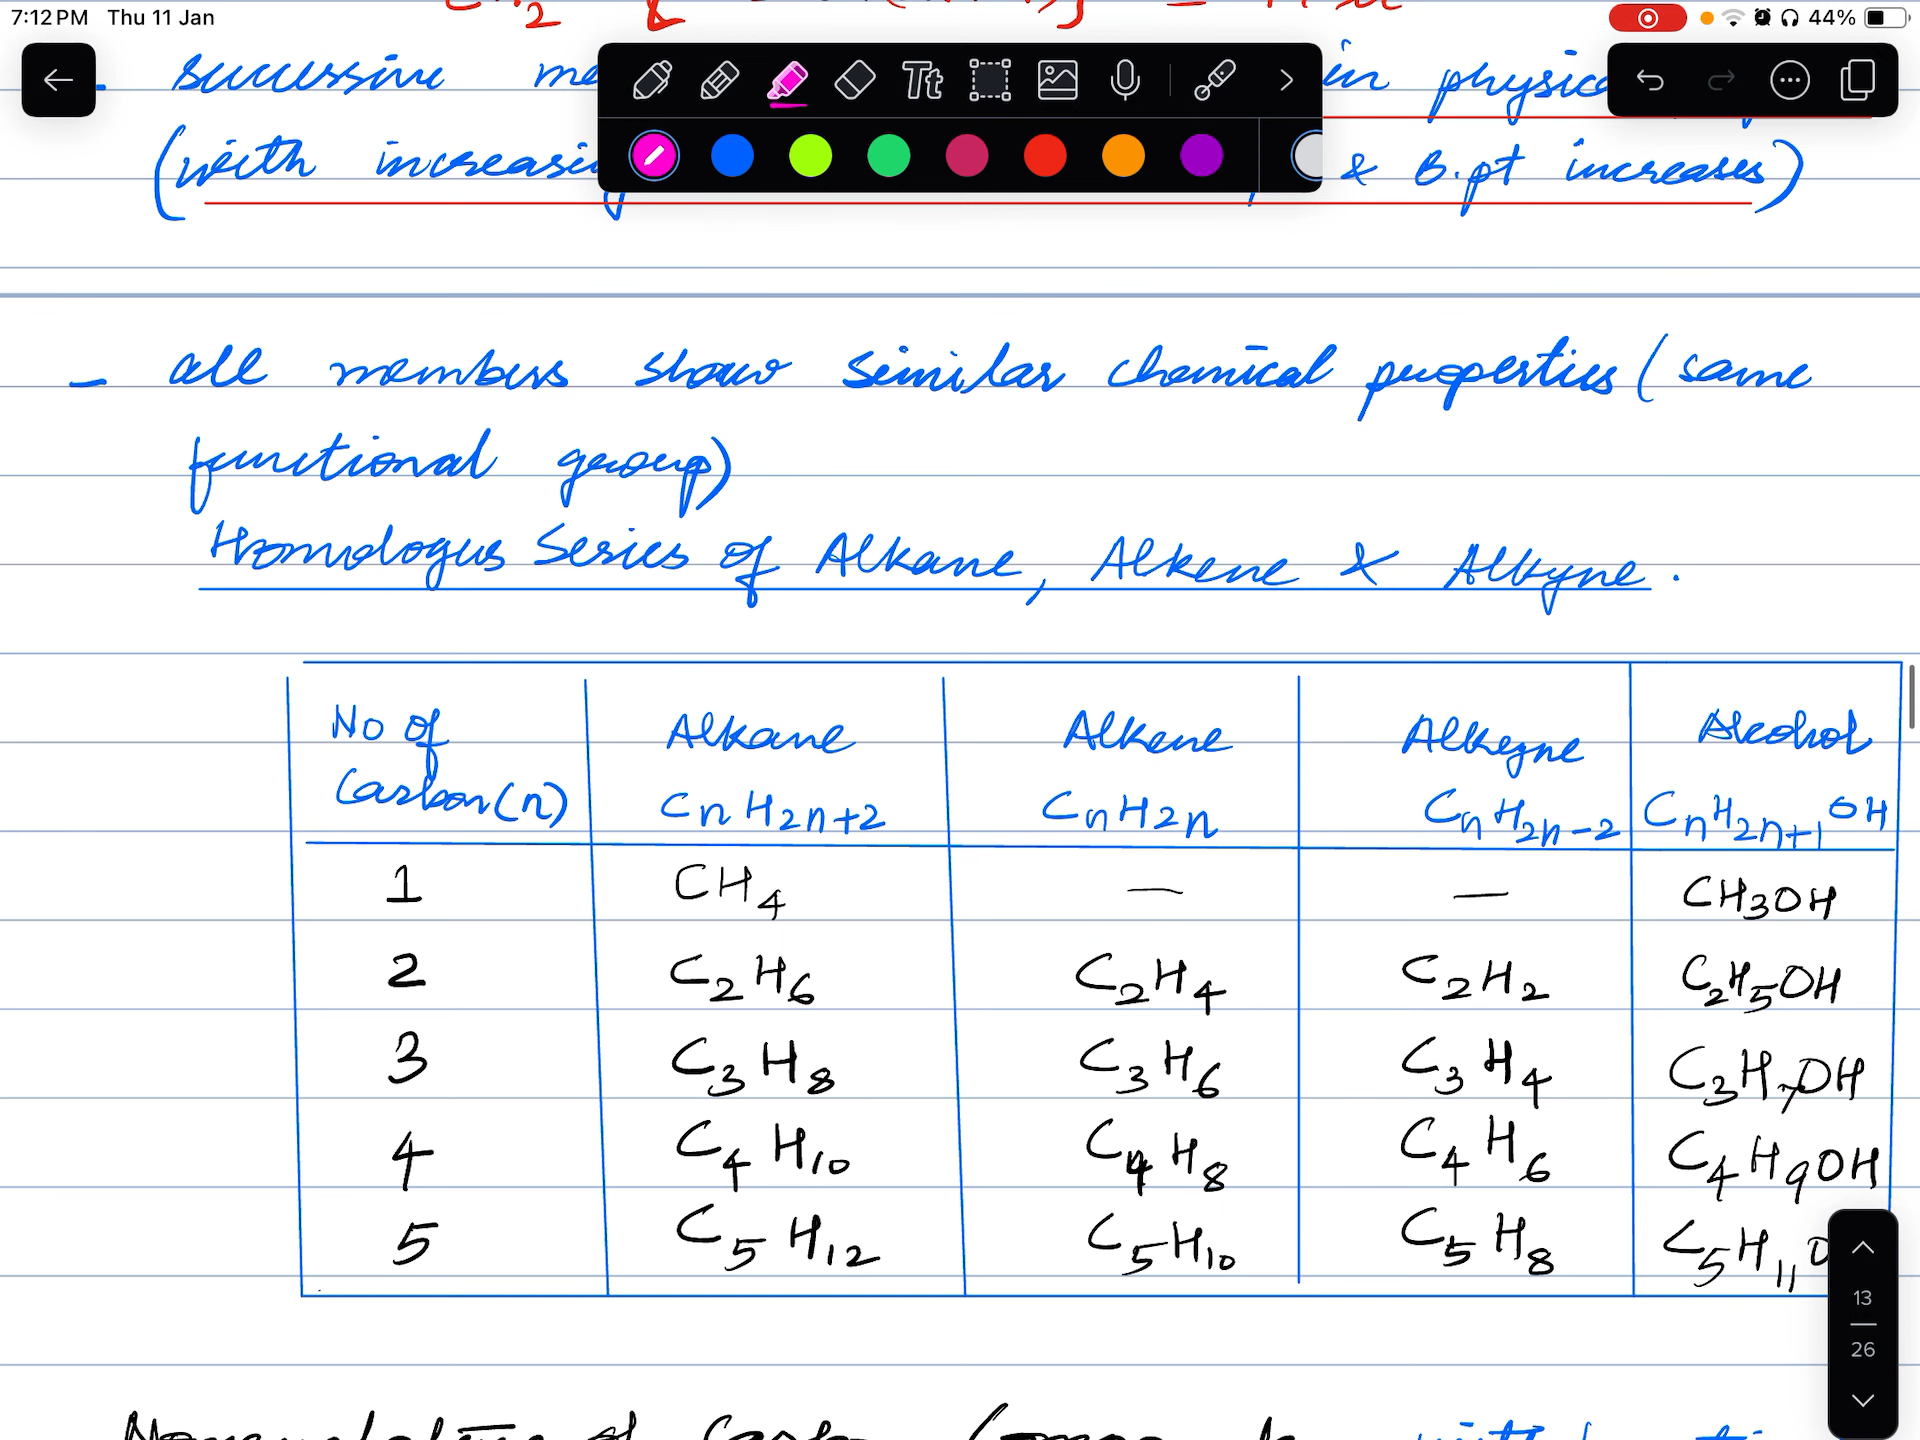 7:12 PM Thu 11 Jan
44%
successive in
Tt
(with & B.pt increases)
- all members show similar chemical properties (same
functional group)
Homologus Series of Alkane, Alkene & Alkyne.
No of Carbon(n) Alkane CnH2n+2 Alkene CnH2n Alkyne CnH2n-2 Alcohol CnH2n+1OH
1 CH4 — — CH3OH
2 C2H6 C2H4 C2H2 C2H5OH
3 C3H8 C3H6 C3H4 C3H7OH
4 C4H10 C4H8 C4H6 C4H9OH
5 C5H12 C5H10 C5H8 C5H11O
13
26